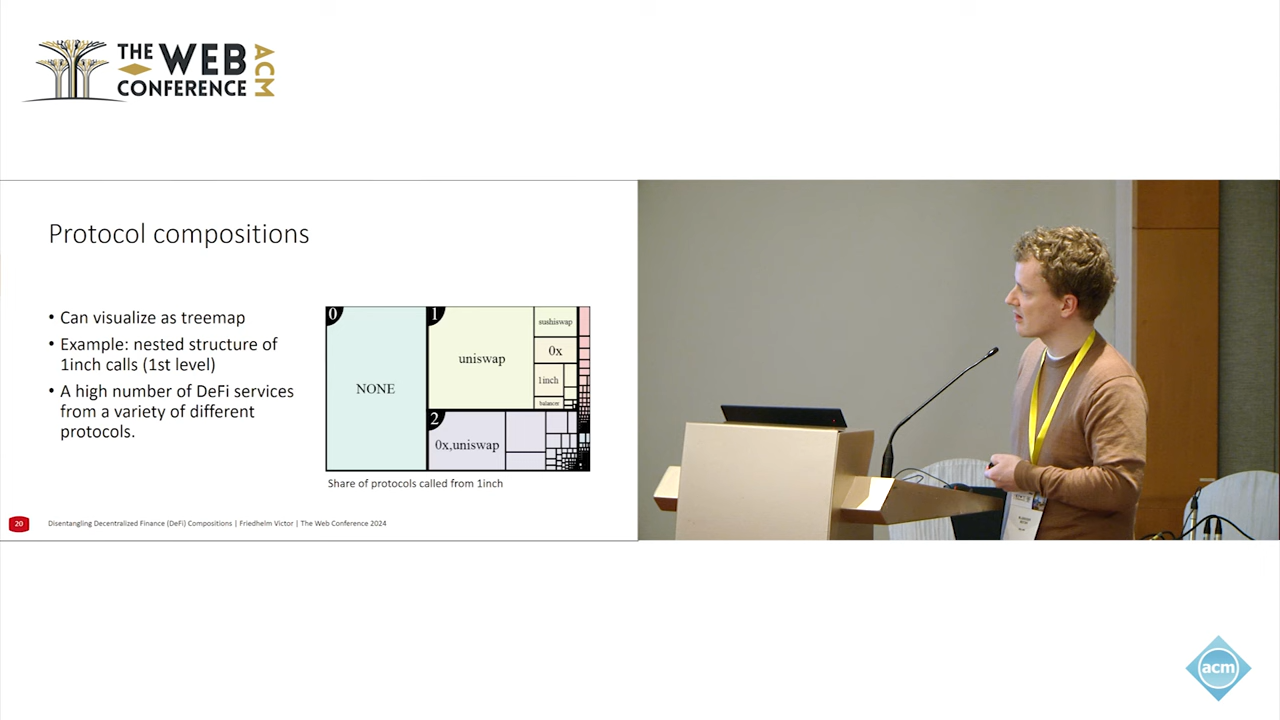 THE WEB
CONFERENCE
ACM
Protocol compositions
• Can visualize as treemap
• Example: nested structure of
1inch calls (1st level)
• A high number of DeFi services
from a variety of different
protocols.
0
NONE
1
uniswap
sushiswap
0x
1inch
balancer
2
0x,uniswap
Share of protocols called from 1inch
20
Disentangling Decentralized Finance (DeFi) Compositions | Friedhelm Victor | The Web Conference 2024
acm